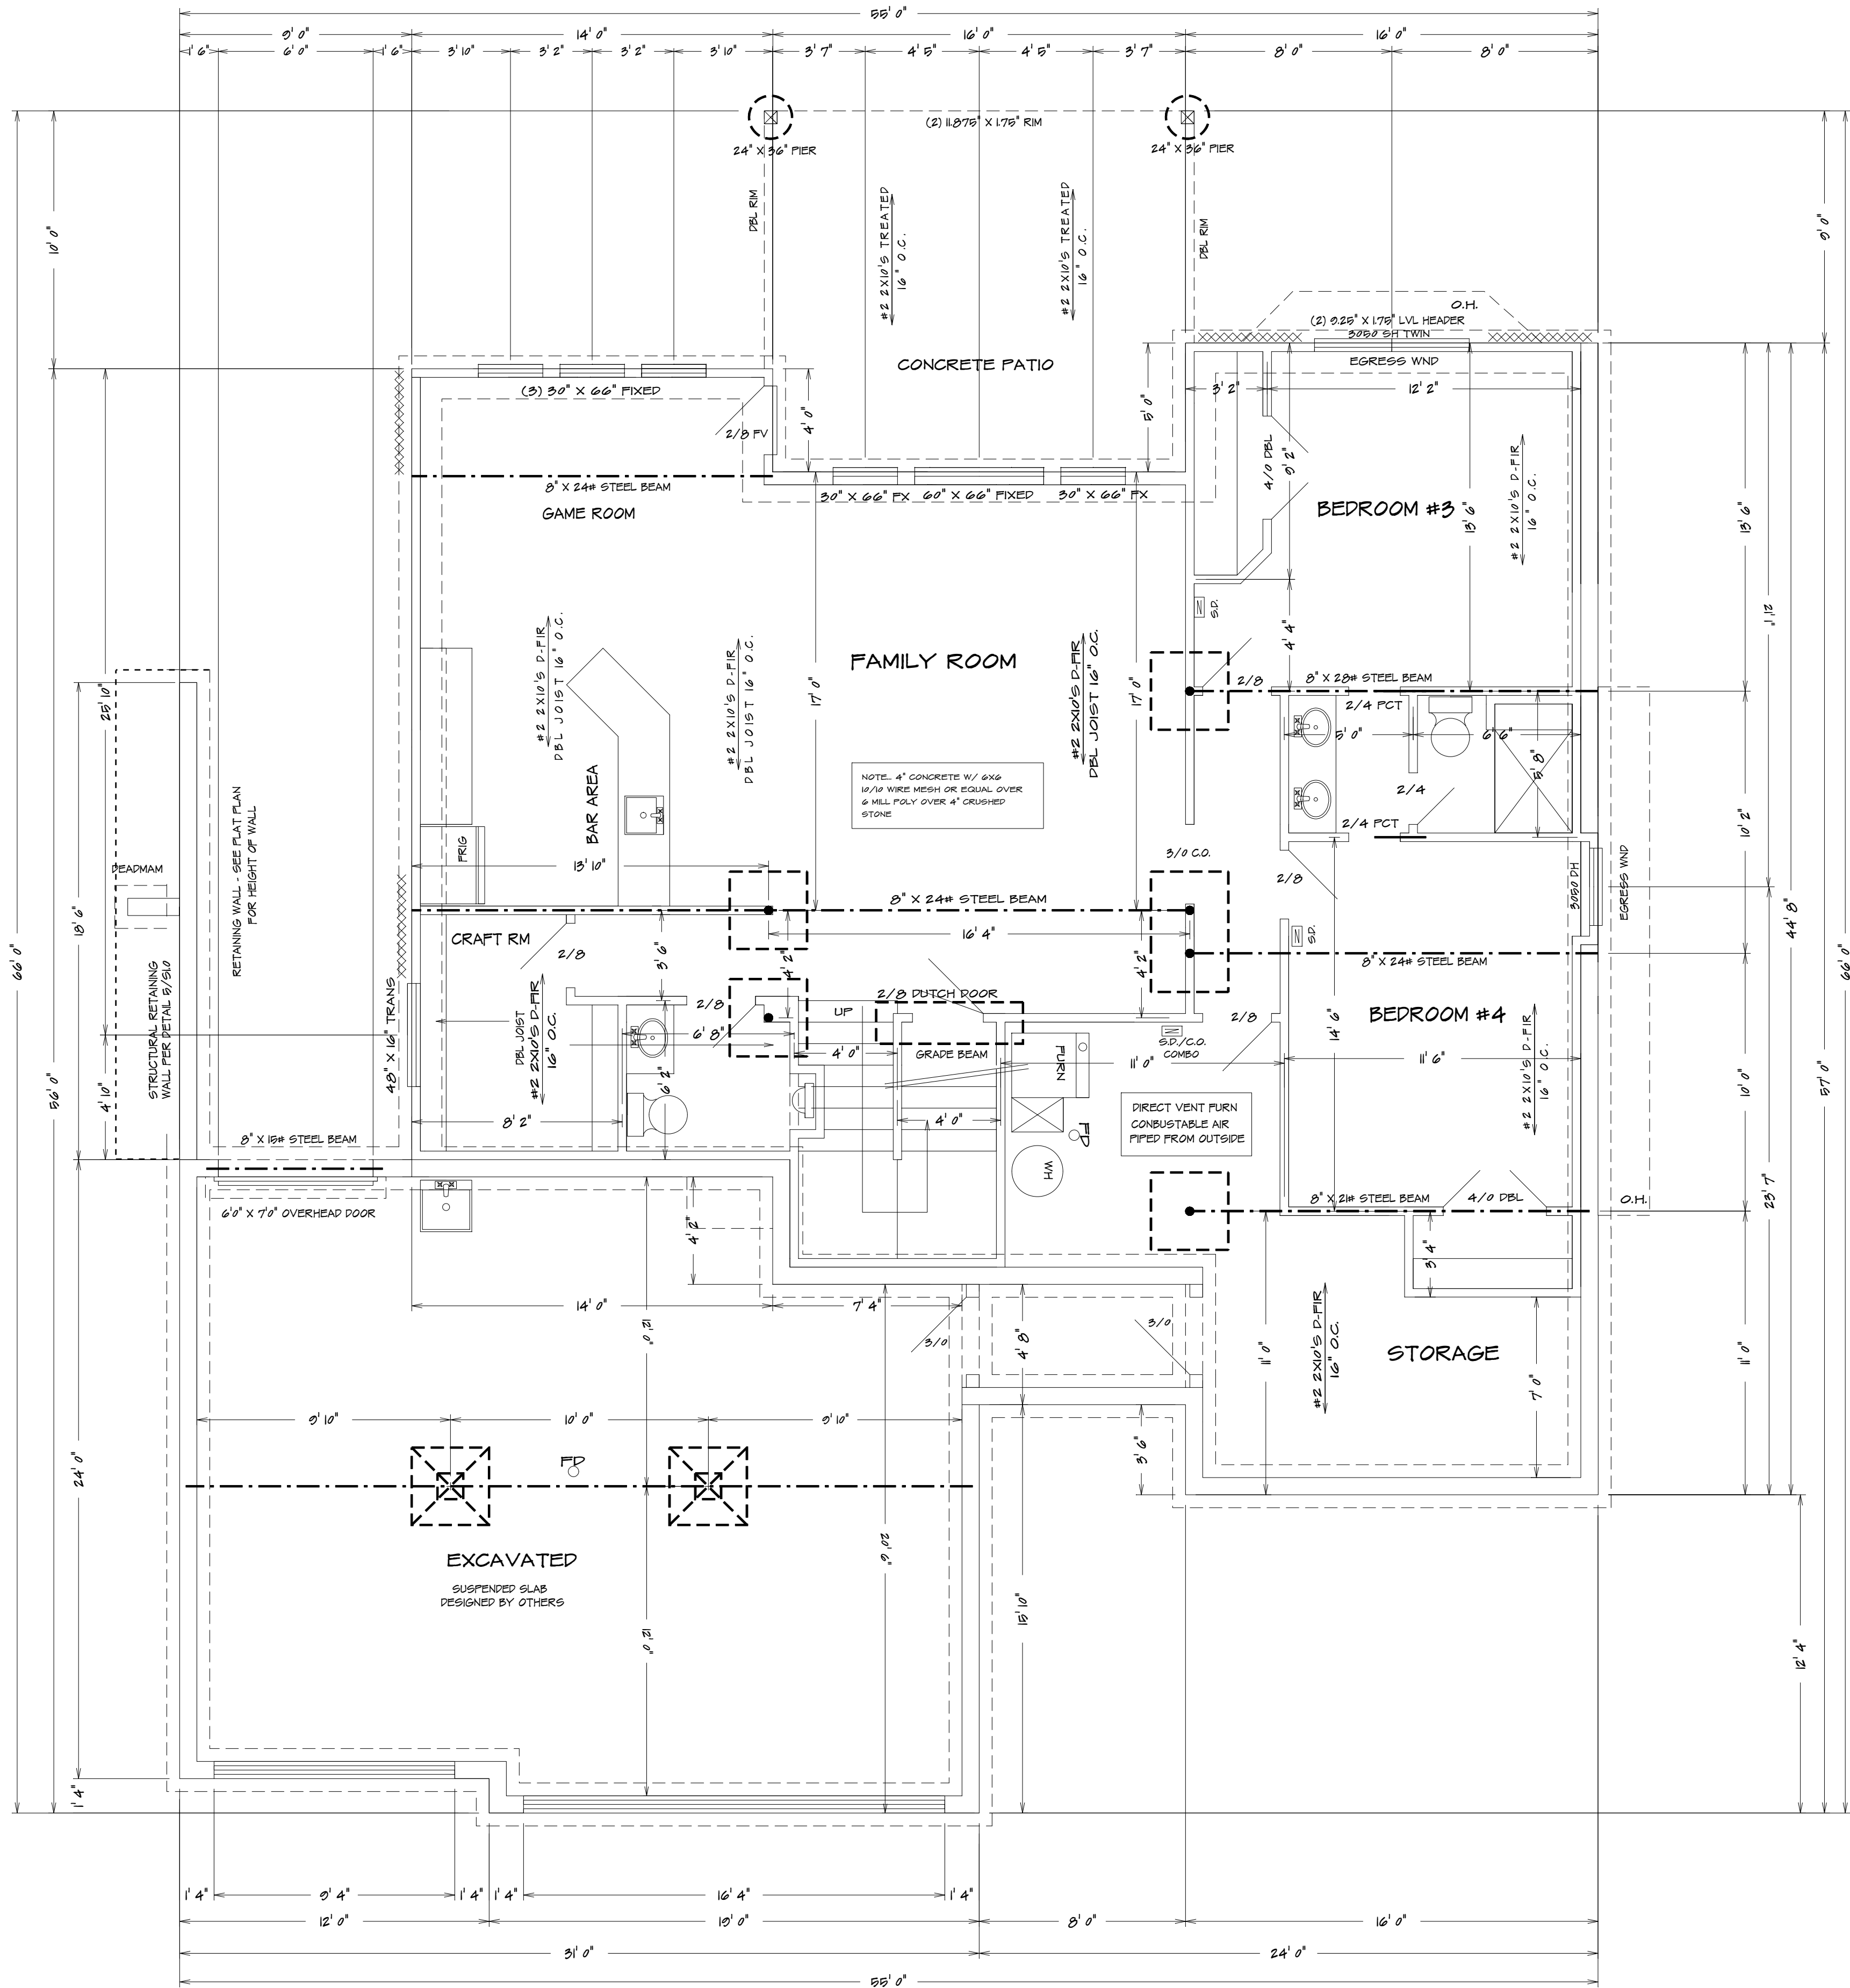 55' 0"
9' 0"
14' 0"
16' 0"
16' 0"
1' 6"
6' 0"
1' 6"
3' 10"
3' 2"
3' 2"
3' 10"
3' 7"
4' 5"
4' 5"
3' 7"
8' 0"
8' 0"
(2) 11.875" X 1.75" RIM
24" X 36" PIER
24" X 36" PIER
DBL RIM
#2 2X10'S TREATED
16 " O.C.
#2 2X10'S TREATED
16 " O.C.
DBL RIM
10' 0"
9' 0"
O.H.
(2) 9.25" X 1.75" LVL HEADER
3050 SH TWIN
EGRESS WND
CONCRETE PATIO
(3) 30" X 66" FIXED
3' 2"
12' 2"
2/8 FV
4' 0"
5' 0"
4/0 DBL
9' 2"
8" X 24# STEEL BEAM
30" X 66" FX
60" X 66" FIXED
30" X 66" FX
GAME ROOM
BEDROOM #3
13' 6"
#2 2X10'S D-FIR
16 " O.C.
13' 6"
S.D.
4' 4"
21' 1"
#2 2X10'S D-FIR
DBL JOIST 16 " O.C.
#2 2X10'S D-FIR
DBL JOIST 16 " O.C.
FAMILY ROOM
#2 2X10'S D-FIR
DBL JOIST 16" O.C.
17' 0"
17' 0"
2/8
8" X 28# STEEL BEAM
2/4 PCT
25' 10"
5' 0"
6' 6"
5' 8"
BAR AREA
NOTE... 4" CONCRETE W/ 6X6
10/10 WIRE MESH OR EQUAL OVER
6 MILL POLY OVER 4" CRUSHED
STONE
2/4
2/4 PCT
10' 2"
RETAINING WALL - SEE PLAT PLAN
FOR HEIGHT OF WALL
FRIG
13' 10"
3/0 C.O.
2/8
3050 DH
EGRESS WND
DEADMAM
18' 6"
8" X 24# STEEL BEAM
44' 8"
CRAFT RM
2/8
3' 6"
4' 2"
16' 4"
4' 2"
S.D.
8" X 24# STEEL BEAM
66' 0"
66' 0"
STRUCTURAL RETAINING
WALL PER DETAIL 5/S1.0
48" X 16" TRANS
2/8
2/8 DUTCH DOOR
UP
2/8
BEDROOM #4
14' 6"
DBL JOIST
#2 2X10'S D-FIR
16" O.C.
6' 8"
4' 0"
GRADE BEAM
S.D./C.O.
COMBO
FURN
11' 0"
11' 6"
#2 2X10'S D-FIR
16 " O.C.
10' 0"
56' 0"
57' 0"
4' 10"
6' 2"
8' 2"
4' 0"
FD
DIRECT VENT FURN
CONBUSTABLE AIR
PIPED FROM OUTSIDE
8" X 15# STEEL BEAM
WH
8" X 21# STEEL BEAM
4/0 DBL
O.H.
23' 7"
6'0" X 7'0" OVERHEAD DOOR
4' 2"
3' 4"
14' 0"
7' 4"
12' 0"
3/0
4' 8"
3/0
11' 0"
#2 2X10'S D-FIR
16" O.C.
STORAGE
7' 0"
11' 0"
9' 10"
10' 0"
9' 10"
3' 6"
FD
24' 0"
20' 6"
EXCAVATED
SUSPENDED SLAB
DESIGNED BY OTHERS
15' 10"
12' 0"
12' 4"
1' 4"
1' 4"
9' 4"
1' 4"
1' 4"
16' 4"
1' 4"
12' 0"
19' 0"
8' 0"
16' 0"
31' 0"
24' 0"
55' 0"